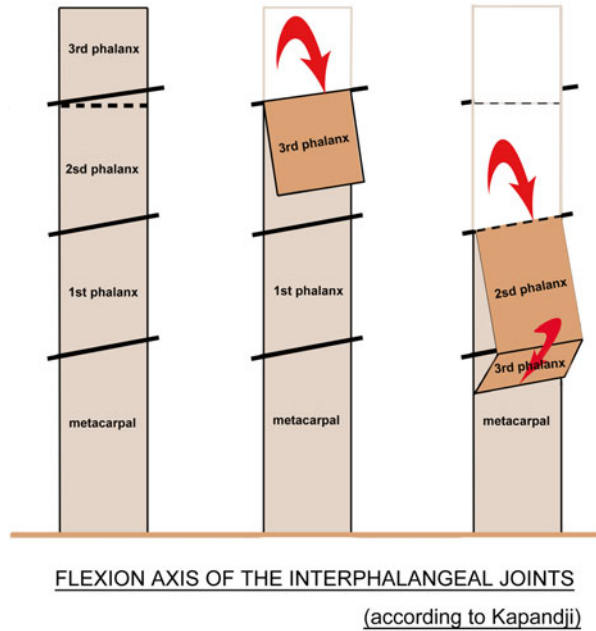 3rd phalanx
2sd phalanx
1st phalanx
metacarpal
3rd phalanx
1st phalanx
metacarpal
2sd phalanx
3rd phalanx
metacarpal
FLEXION AXIS OF THE INTERPHALANGEAL JOINTS
(according to Kapandji)